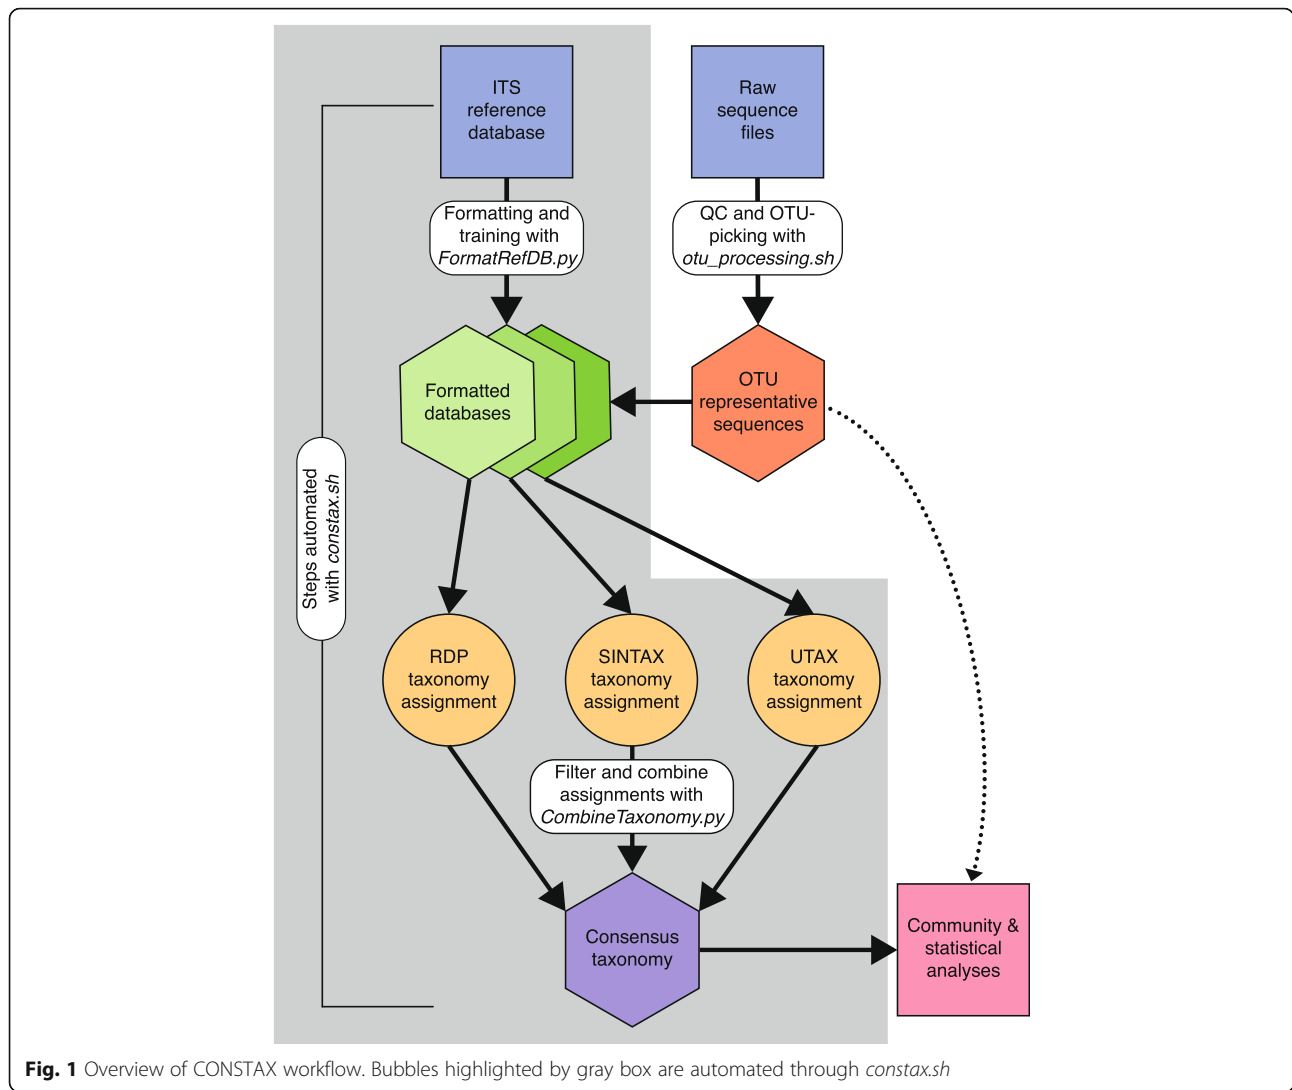 ITS
reference
database
Raw
sequence
files
Formatting and
training with
FormatRefDB.py
QC and OTU-
picking with
otu_processing.sh
Formatted
databases
OTU
representative
sequences
Steps automated
with constax.sh
RDP
taxonomy
assignment
SINTAX
taxonomy
assignment
UTAX
taxonomy
assignment
Filter and combine
assignments with
CombineTaxonomy.py
Consensus
taxonomy
Community &
statistical
analyses
Fig. 1 Overview of CONSTAX workflow. Bubbles highlighted by gray box are automated through constax.sh